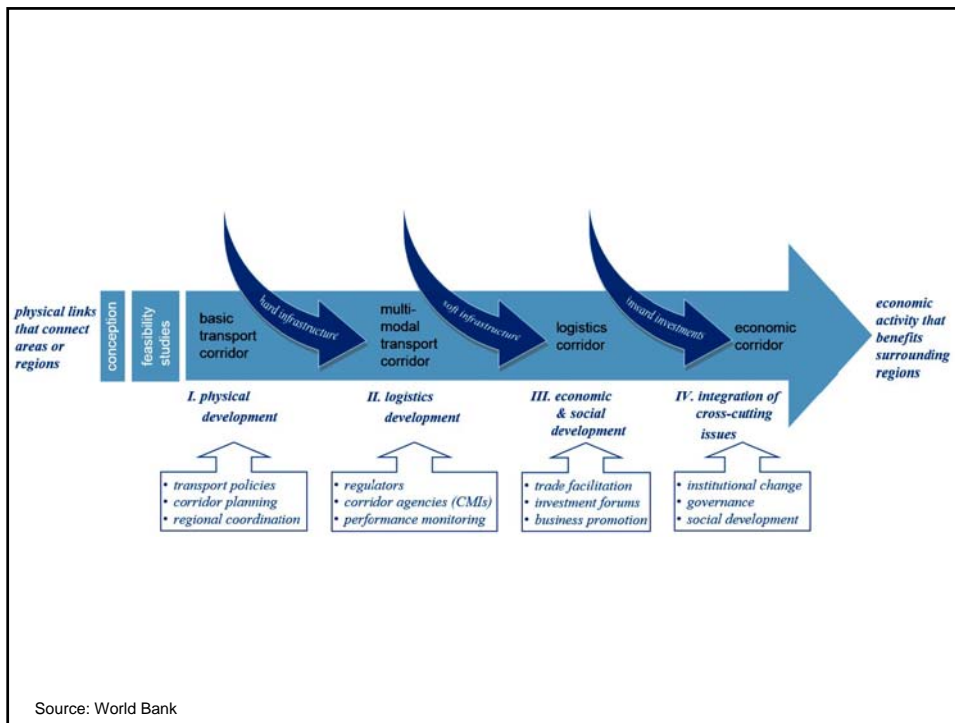 physical links
that connect
areas or
regions
conception
feasibility
studies
basic
transport
corridor
hard infrastructure
multi-
modal
transport
corridor
soft infrastructure
logistics
corridor
inward investments
economic
corridor
economic
activity that
benefits
surrounding
regions
I. physical
development
II. logistics
development
III. economic
& social
development
IV. integration of
cross-cutting
issues
• transport policies
• corridor planning
• regional coordination
• regulators
• corridor agencies (CMIs)
• performance monitoring
• trade facilitation
• investment forums
• business promotion
• institutional change
• governance
• social development
Source: World Bank